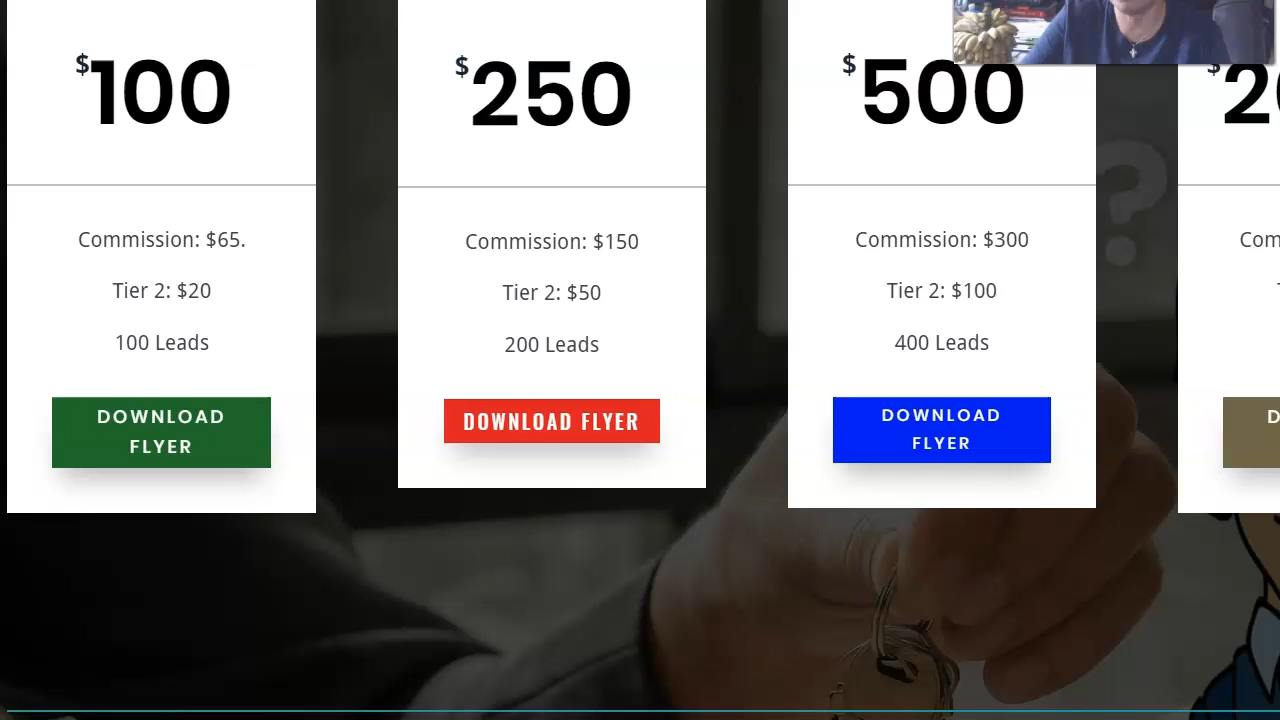 $100
Commission: $65.
Tier 2: $20
100 Leads
DOWNLOAD
FLYER
$250
Commission: $150
Tier 2: $50
200 Leads
DOWNLOAD FLYER
$500
Commission: $300
Tier 2: $100
400 Leads
DOWNLOAD
FLYER
?